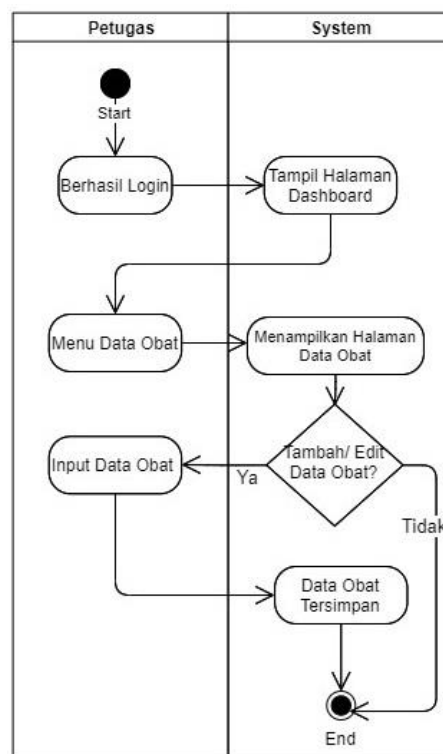 Petugas
System
Start
Berhasil Login
Tampil Halaman
Dashboard
Menu Data Obat
Menampilkan Halaman
Data Obat
Tambah/ Edit
Data Obat?
Input Data Obat
Ya
Tidak
Data Obat
Tersimpan
End